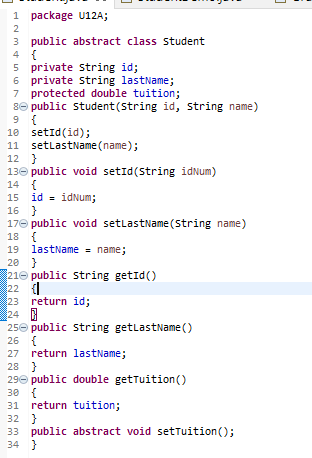 1 package U12A;
2
3 public abstract class Student
4 {
5 private String id;
6 private String lastName;
7 protected double tuition;
8 public Student(String id, String name)
9 {
10 setId(id);
11 setLastName(name);
12 }
13 public void setId(String idNum)
14 {
15 id = idNum;
16 }
17 public void setLastName(String name)
18 {
19 lastName = name;
20 }
21 public String getId()
22 {
23 return id;
24 }
25 public String getLastName()
26 {
27 return lastName;
28 }
29 public double getTuition()
30 {
31 return tuition;
32 }
33 public abstract void setTuition();
34 }